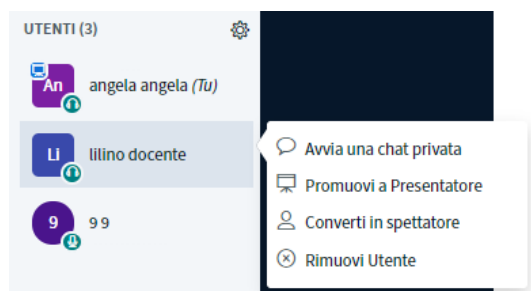 UTENTI (3)
An
angela angela (Tu)
Li
lilino docente
9
9 9
Avvia una chat privata
Promuovi a Presentatore
Converti in spettatore
Rimuovi Utente